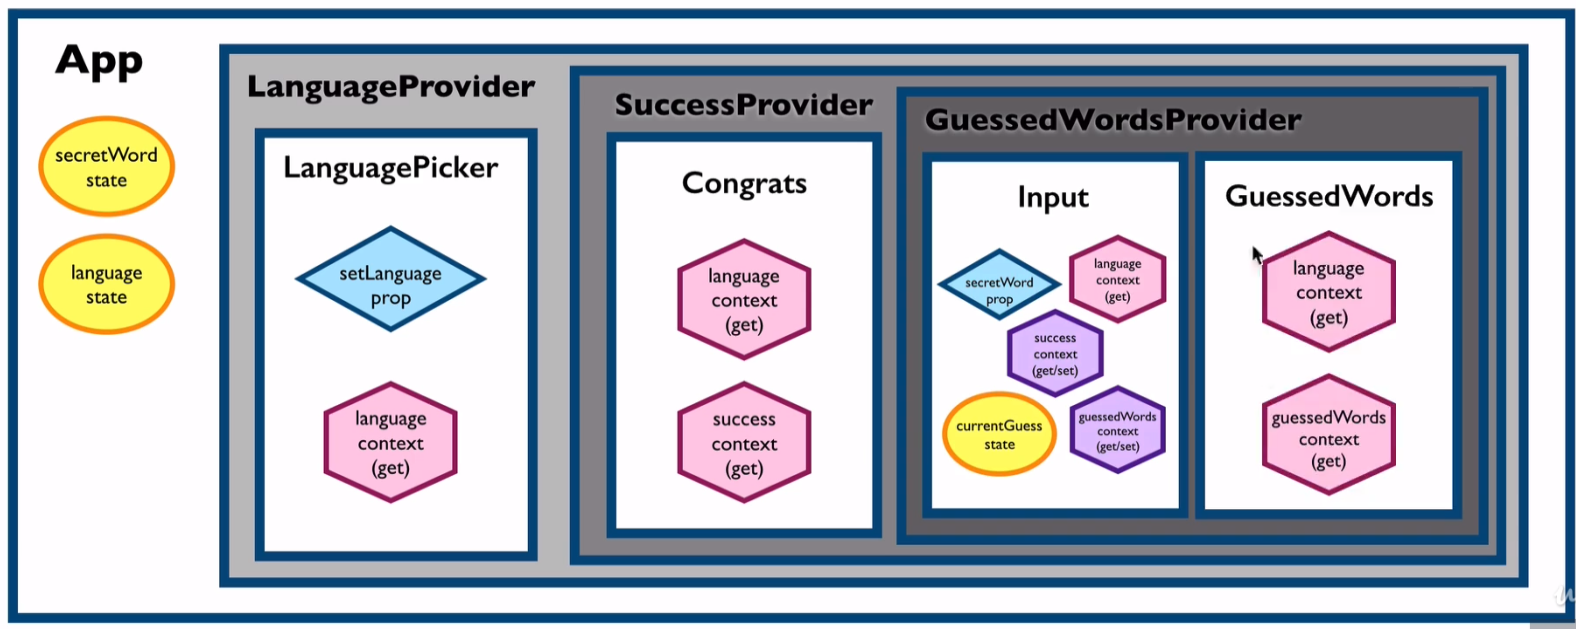 App
secretWord
state
language
state
LanguageProvider
LanguagePicker
setLanguage
prop
language
context
(get)
SuccessProvider
Congrats
language
context
(get)
success
context
(get)
GuessedWordsProvider
Input
secretWord
prop
language
context
(get)
success
context
(get/set)
currentGuess
state
guessedWords
context
(get/set)
GuessedWords
language
context
(get)
guessedWords
context
(get)